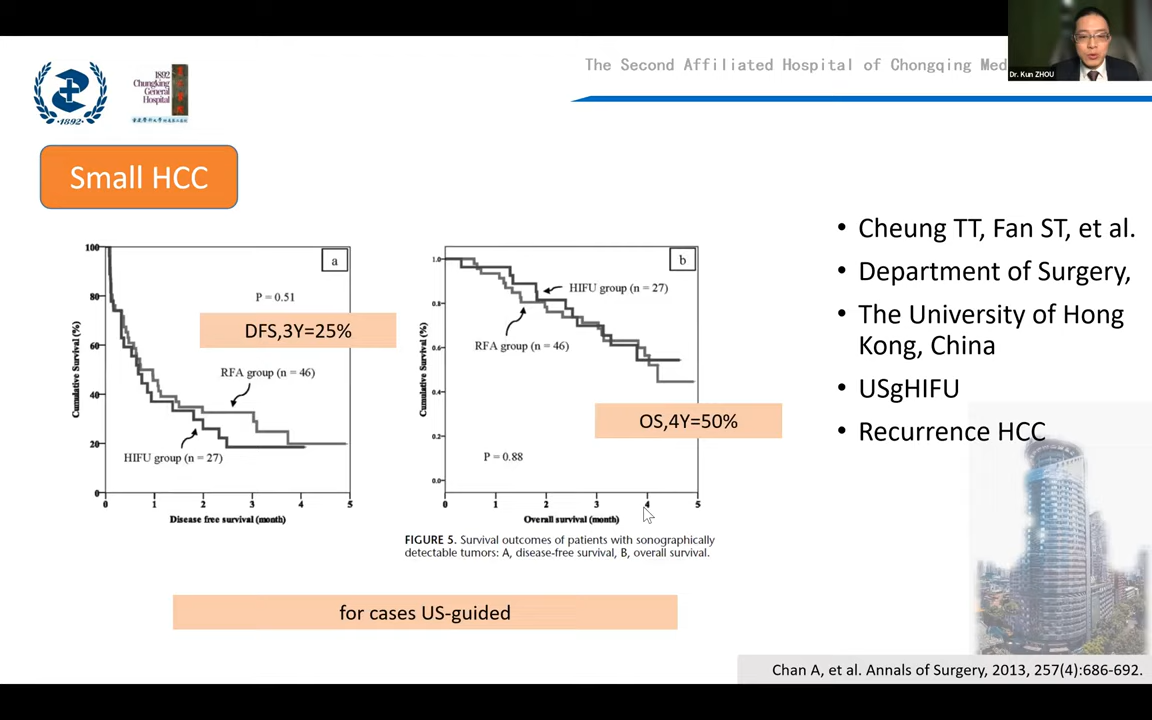 The Second Affiliated Hospital of Chongqing Med
Dr. Kun ZHOU
1892
1892
Chungking
General
Hospital
Small HCC
Cheung TT, Fan ST, et al.
Department of Surgery,
The University of Hong
Kong, China
USgHIFU
Recurrence HCC
100
80
60
40
20
0
Cumulative Survival (%)
a
P = 0.51
DFS,3Y=25%
RFA group (n = 46)
HIFU group (n = 27)
0 1 2 3 4 5
Disease free survival (month)
1.0
0.8
0.6
0.4
0.2
0.0
Cumulative Survival (%)
b
HIFU group (n = 27)
RFA group (n = 46)
OS,4Y=50%
P = 0.88
0 1 2 3 4 5
Overall survival (month)
FIGURE 5. Survival outcomes of patients with sonographically
detectable tumors: A, disease-free survival, B, overall survival.
for cases US-guided
Chan A, et al. Annals of Surgery, 2013, 257(4):686-692.